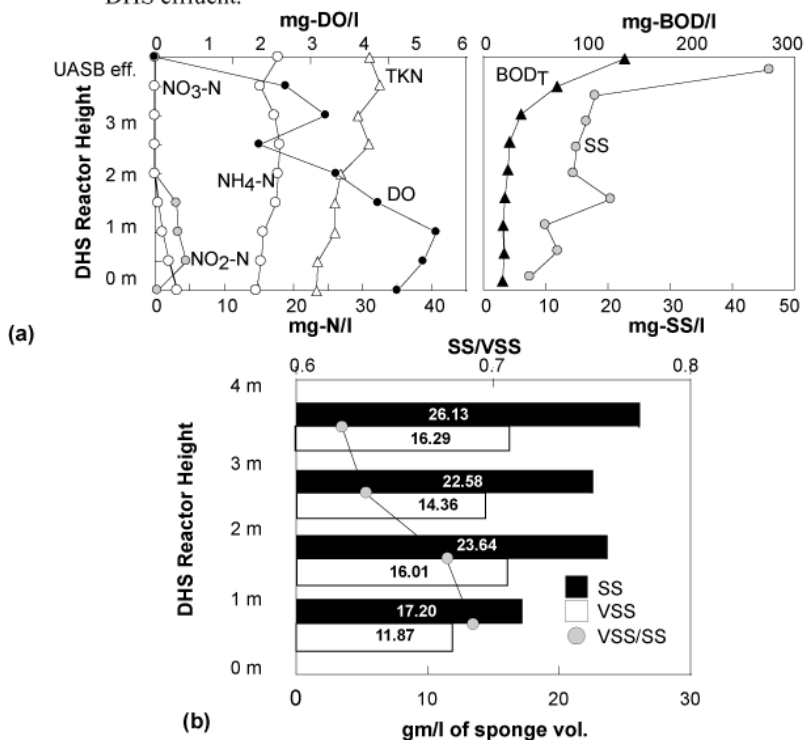 DHS effluent.
mg-DO/l
0 1 2 3 4 5 6
UASB eff.
3 m
2 m
1 m
0 m
DHS Reactor Height
NO3-N
TKN
NH4-N
DO
NO2-N
0 10 20 30 40
mg-N/l
mg-BOD/l
0 100 200 300
BODT
SS
0 10 20 30 40 50
mg-SS/l
(a)
SS/VSS
0.6 0.7 0.8
4 m
3 m
2 m
1 m
0 m
DHS Reactor Height
26.13
16.29
22.58
14.36
23.64
16.01
17.20
11.87
SS
VSS
VSS/SS
0 10 20 30
gm/l of sponge vol.
(b)